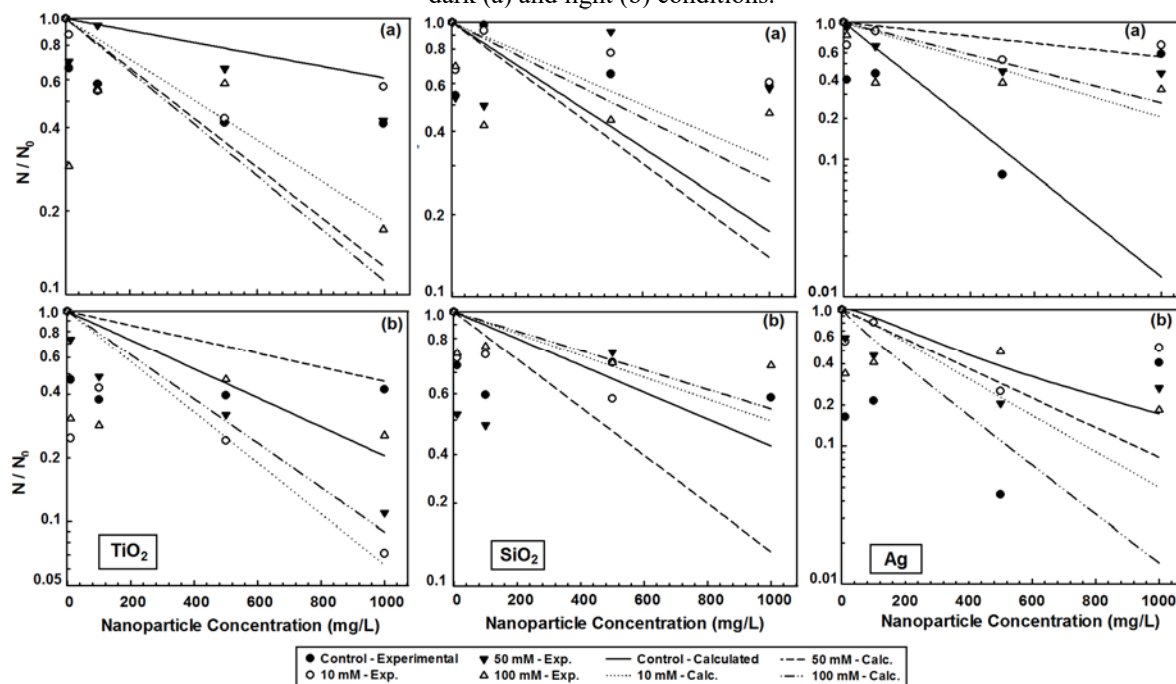 dark (a) and light (b) conditions.
(a)
1.0
0.8
0.6
0.4
0.2
0.1
N / N0
(a)
1.0
0.8
0.6
0.4
0.2
0.1
(a)
1.0
0.6
0.4
0.1
0.01
(b)
1.0
0.8
0.6
0.4
0.2
0.1
0.05
N / N0
TiO2
0 200 400 600 800 1000
Nanoparticle Concentration (mg/L)
(b)
1.0
0.8
0.6
0.4
0.2
0.1
SiO2
0 200 400 600 800 1000
Nanoparticle Concentration (mg/L)
(b)
1.0
0.6
0.4
0.2
0.1
0.01
Ag
0 200 400 600 800 1000
Nanoparticle Concentration (mg/L)
Control - Experimental 50 mM - Exp. Control - Calculated 50 mM - Calc.
10 mM - Exp. 100 mM - Exp. 10 mM - Calc. 100 mM - Calc.